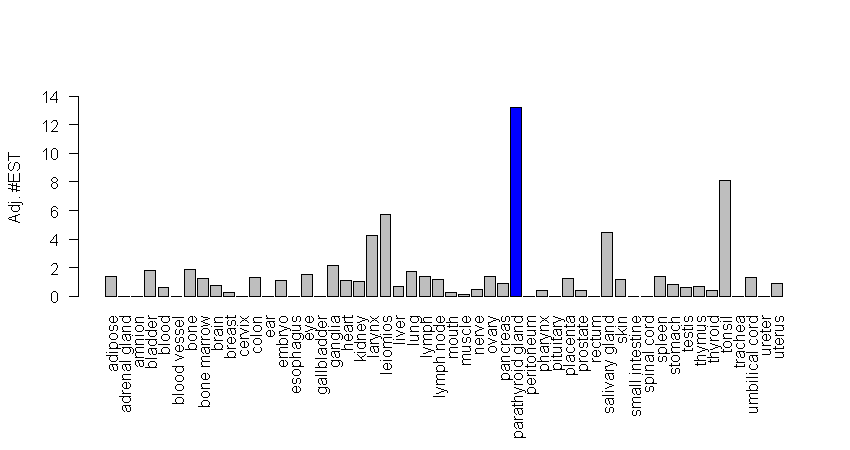 Adj. #EST
14
12
10
8
6
4
2
0
adipose
adrenal gland
amnion
bladder
blood
blood vessel
bone
bone marrow
brain
breast
cervix
colon
ear
embryo
esophagus
eye
gallbladder
ganglia
heart
kidney
larynx
leiomios
liver
lung
lymph
lymph node
mouth
muscle
nerve
ovary
pancreas
parathyroid gland
peritoneum
pharynx
pituitary
placenta
prostate
rectum
salivary gland
skin
small intestine
spinal cord
spleen
stomach
testis
thymus
thyroid
tonsil
trachea
umbilical cord
ureter
uterus